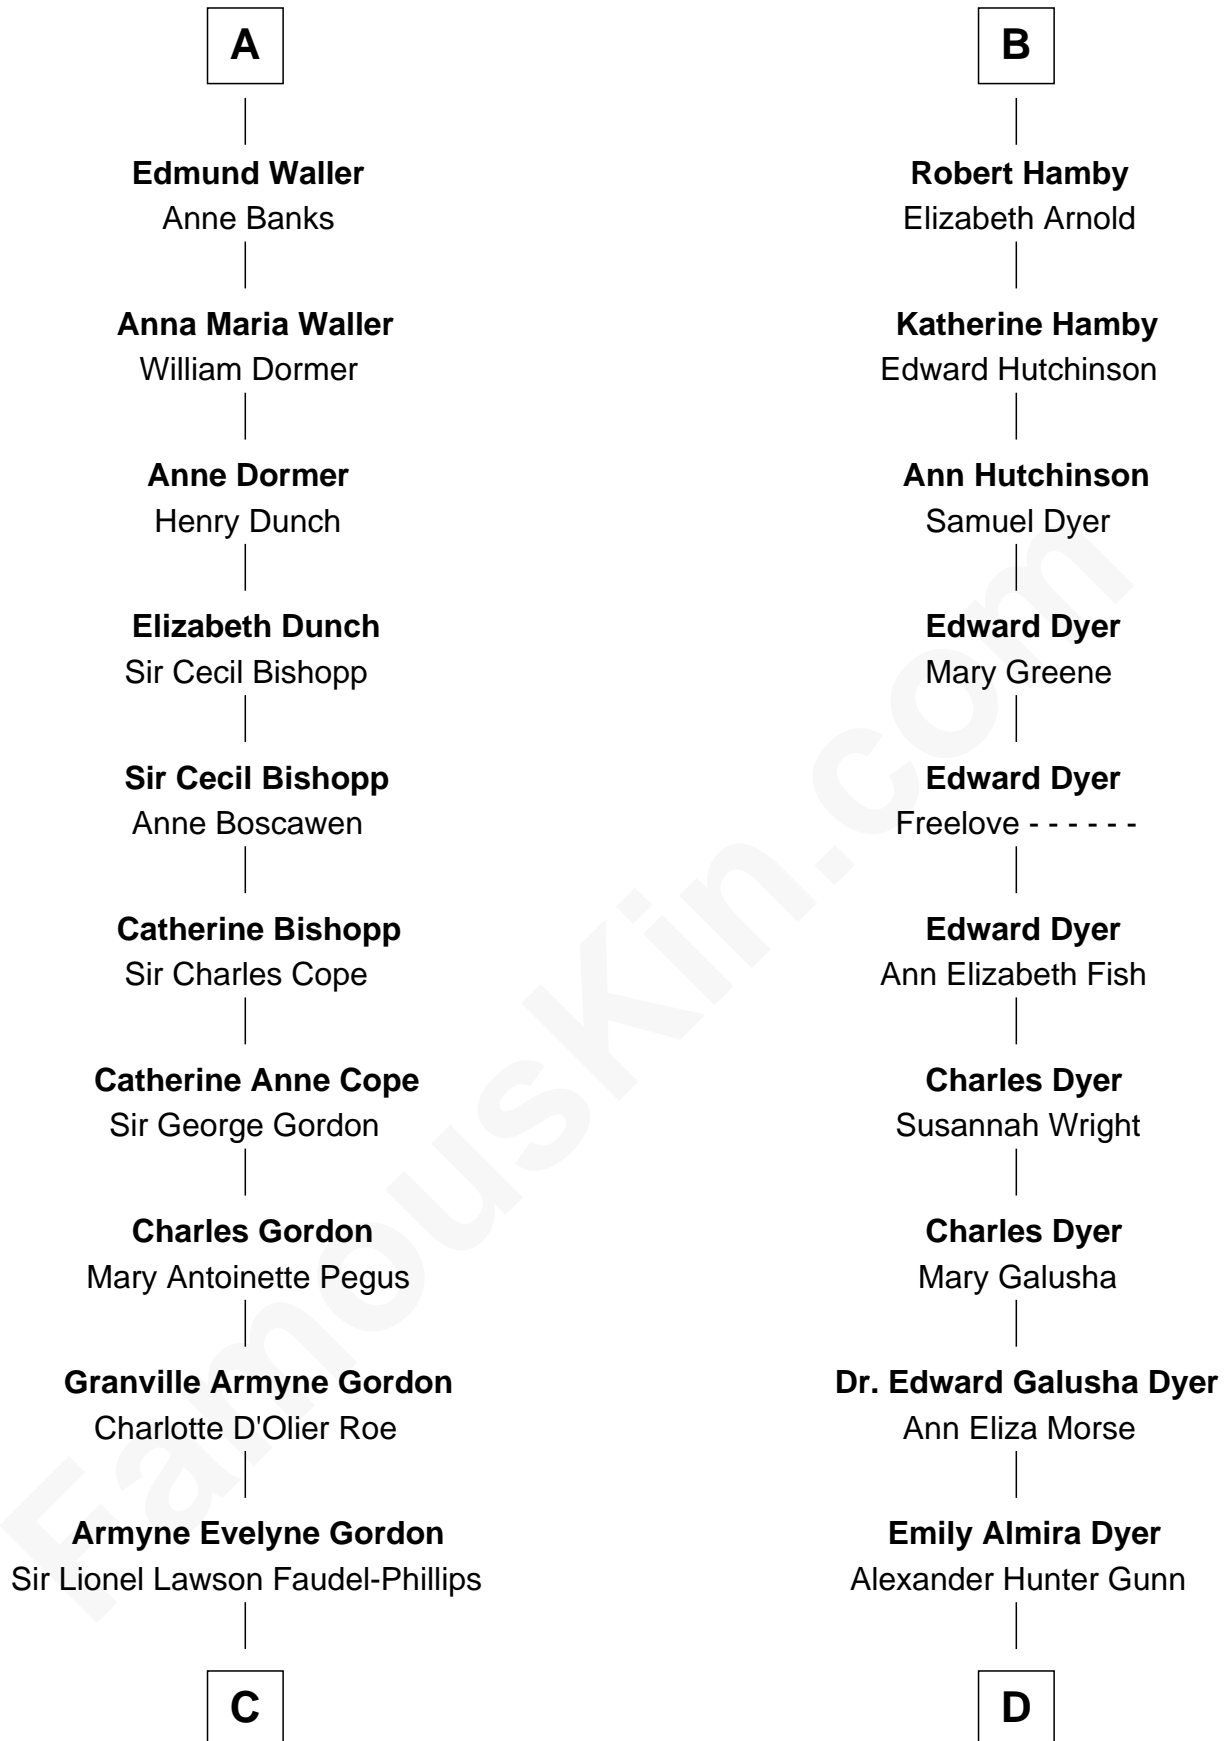 A
Edmund Waller
Anne Banks
Anna Maria Waller
William Dormer
Anne Dormer
Henry Dunch
Elizabeth Dunch
Sir Cecil Bishopp
Sir Cecil Bishopp
Anne Boscawen
Catherine Bishopp
Sir Charles Cope
Catherine Anne Cope
Sir George Gordon
Charles Gordon
Mary Antoinette Pegus
Granville Armyne Gordon
Charlotte D'Olier Roe
Armyne Evelyne Gordon
Sir Lionel Lawson Faudel-Phillips
C
B
Robert Hamby
Elizabeth Arnold
Katherine Hamby
Edward Hutchinson
Ann Hutchinson
Samuel Dyer
Edward Dyer
Mary Greene
Edward Dyer
Freelove - - - - - -
Edward Dyer
Ann Elizabeth Fish
Charles Dyer
Susannah Wright
Charles Dyer
Mary Galusha
Dr. Edward Galusha Dyer
Ann Eliza Morse
Emily Almira Dyer
Alexander Hunter Gunn
D
FamousKin.com